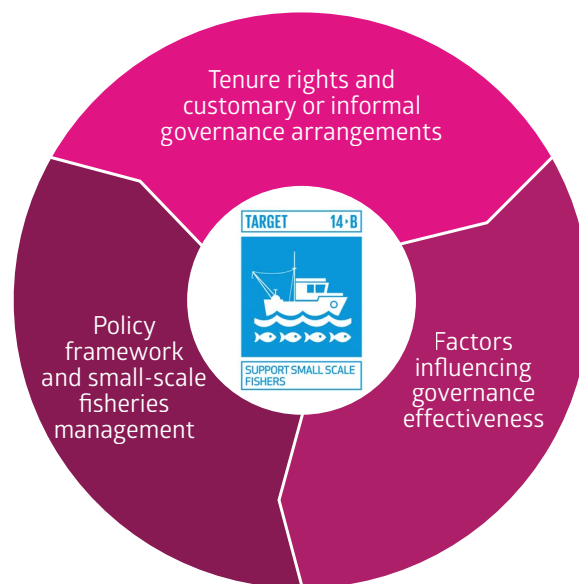 Tenure rights and
customary or informal
governance arrangements
TARGET 14·B
SUPPORT SMALL SCALE
FISHERS
Policy
framework
and small-scale
fisheries
management
Factors
influencing
governance
effectiveness